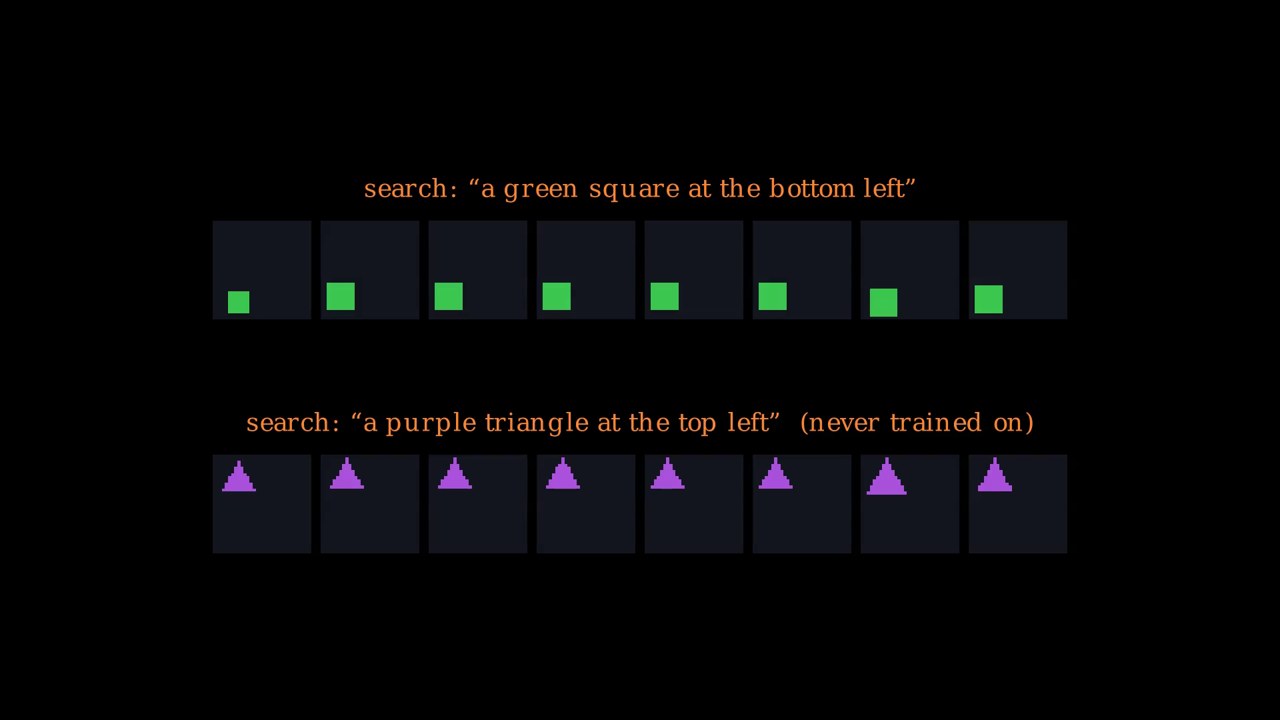 search: “a green square at the bottom left”
search: “a purple triangle at the top left”  (never trained on)